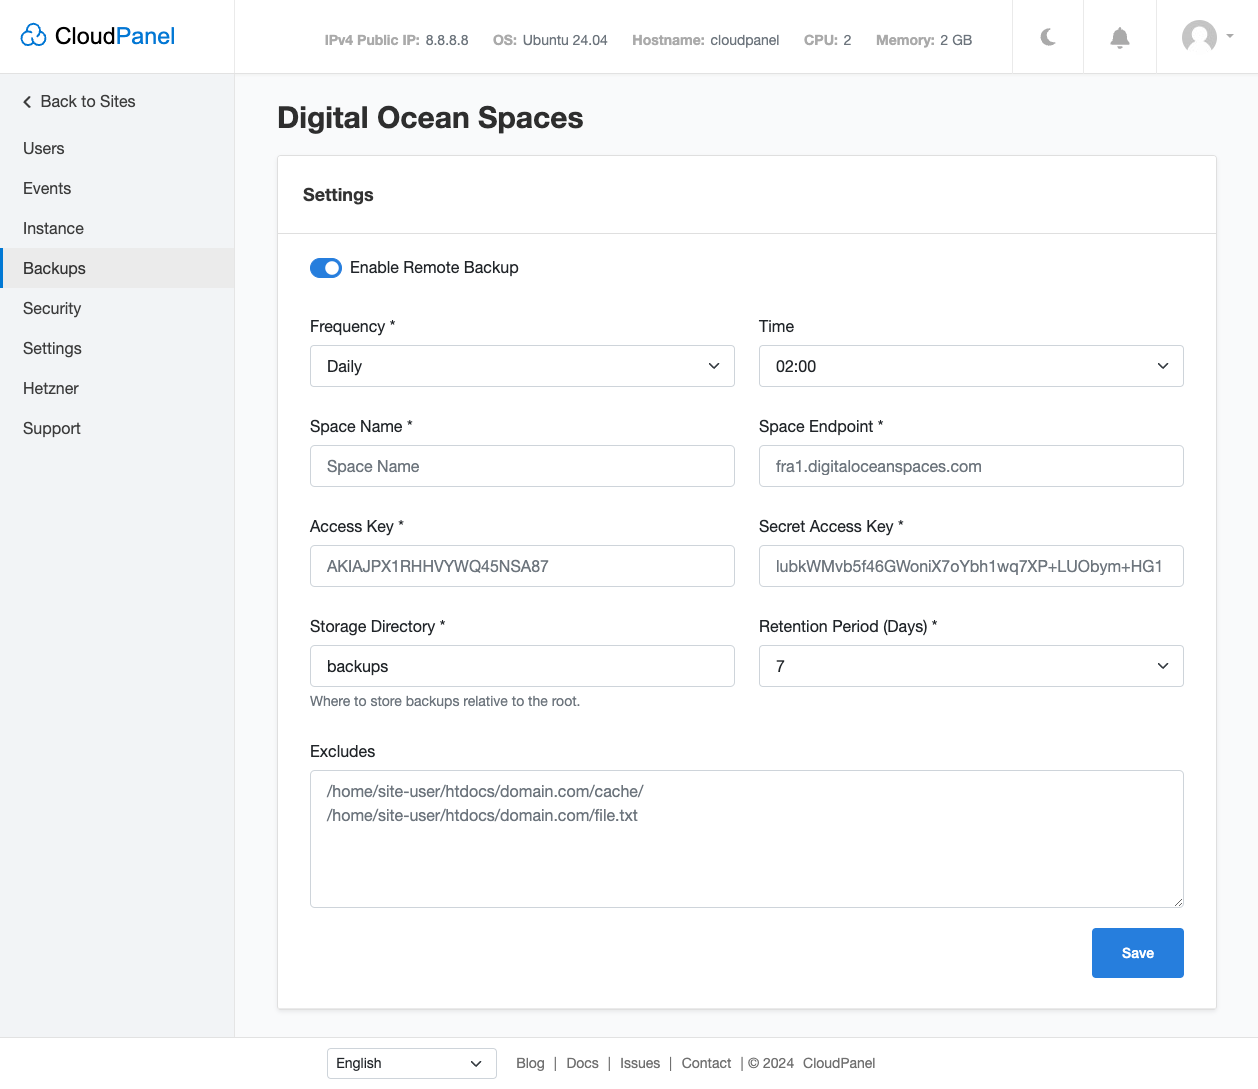 CloudPanel
IPv4 Public IP: 8.8.8.8 OS: Ubuntu 24.04 Hostname: cloudpanel CPU: 2 Memory: 2 GB
Back to Sites
Users
Events
Instance
Backups
Security
Settings
Hetzner
Support
Digital Ocean Spaces
Settings
Enable Remote Backup
Frequency * Time
Daily 02:00
Space Name * Space Endpoint *
Space Name fra1.digitaloceanspaces.com
Access Key * Secret Access Key *
AKIAJPX1RHHVYWQ45NSA87 lubkWMvb5f46GWoniX7oYbh1wq7XP+LUObym+HG1
Storage Directory * Retention Period (Days) *
backups 7
Where to store backups relative to the root.
Excludes
/home/site-user/htdocs/domain.com/cache/
/home/site-user/htdocs/domain.com/file.txt
Save
English Blog | Docs | Issues | Contact | © 2024 CloudPanel